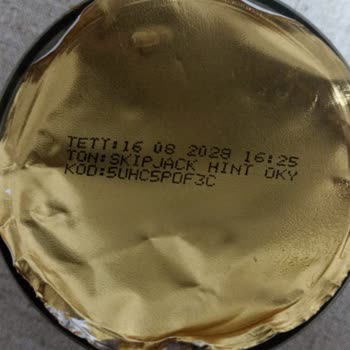 TETT:16 08 2028 16:25
TON:SKIPJACK HINT OKY
KOD:5UHC5PDF3C